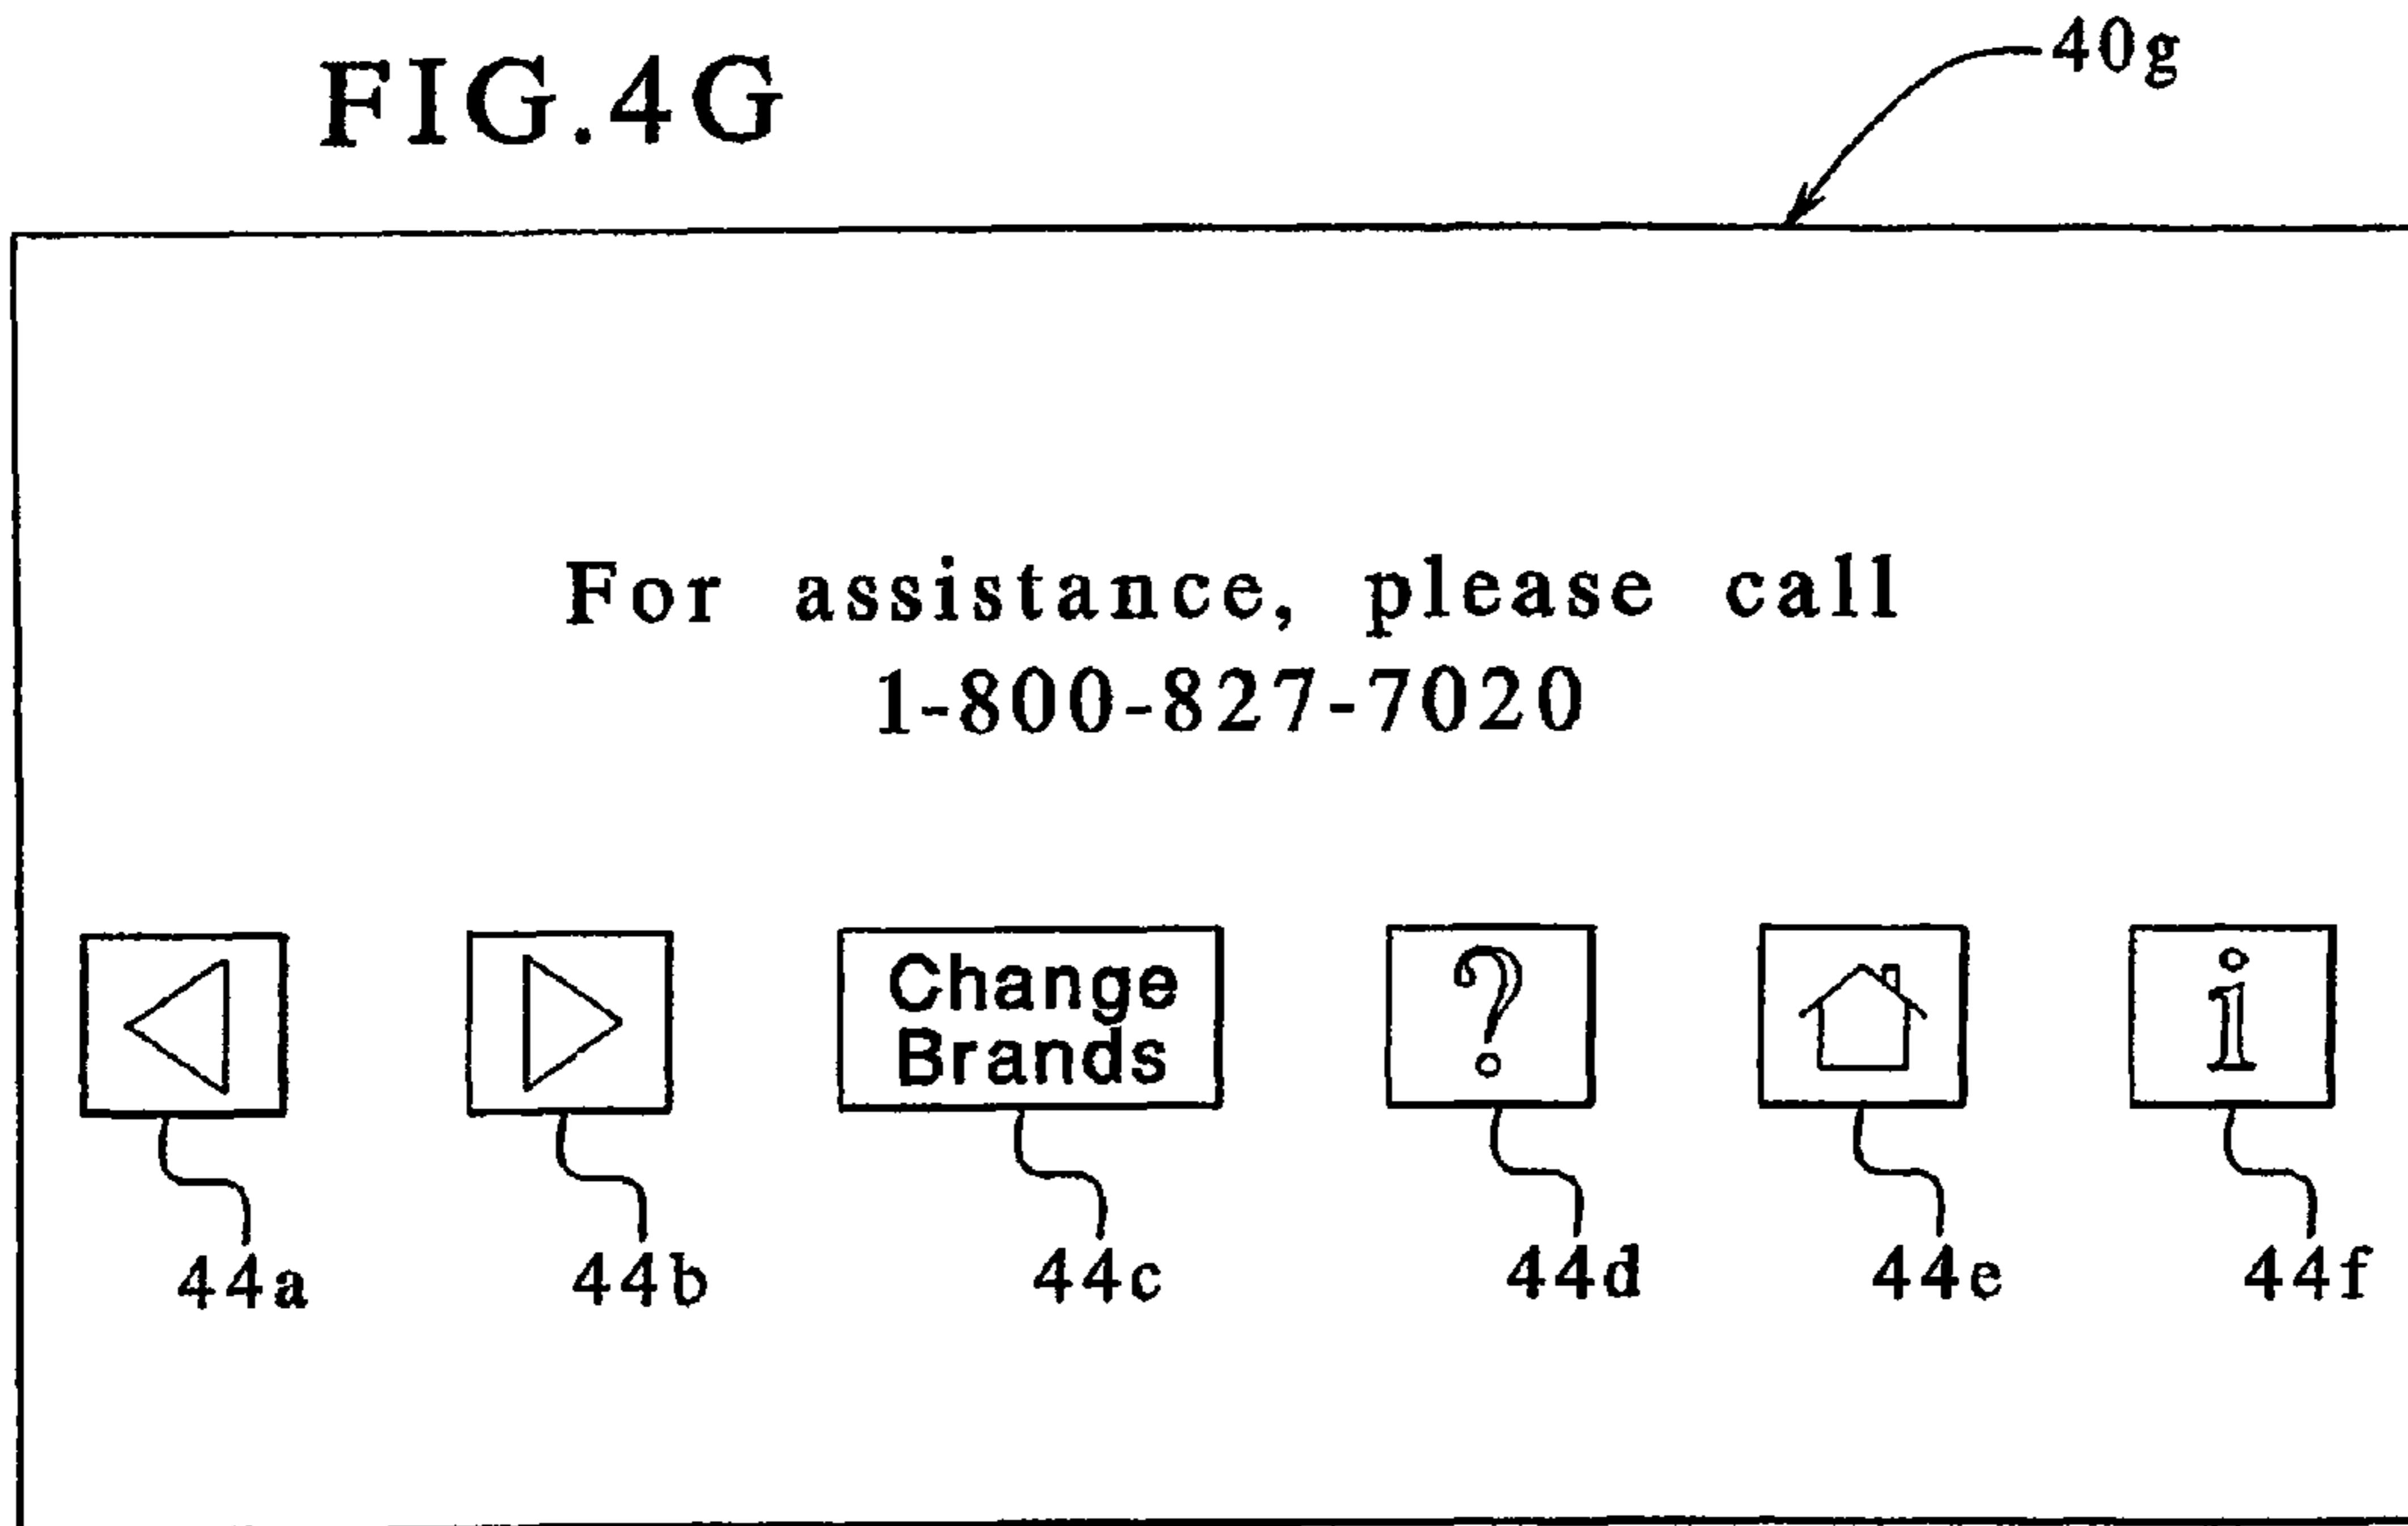 FIG.4G
40g
For assistance, please call
1-800-827-7020
Change
Brands
?
i
44a 44b 44c 44d 44e 44f